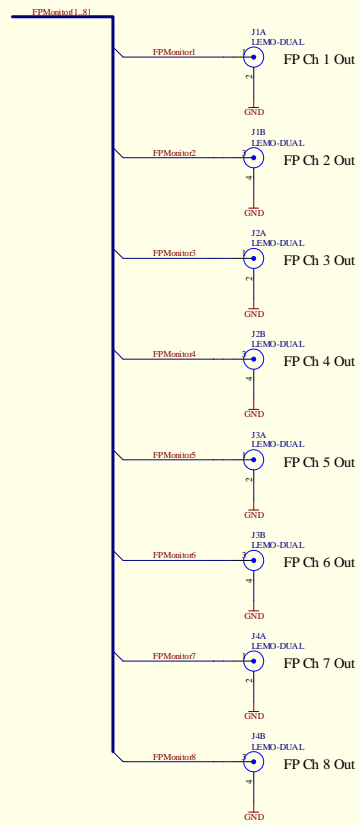 FPMonitor[1..8]
J1A
LEMO-DUAL
FPMonitor1
1
FP Ch 1 Out
2
GND
J1B
LEMO-DUAL
FPMonitor2
3
FP Ch 2 Out
4
GND
J2A
LEMO-DUAL
FPMonitor3
1
FP Ch 3 Out
2
GND
J2B
LEMO-DUAL
FPMonitor4
3
FP Ch 4 Out
4
GND
J3A
LEMO-DUAL
FPMonitor5
1
FP Ch 5 Out
2
GND
J3B
LEMO-DUAL
FPMonitor6
3
FP Ch 6 Out
4
GND
J4A
LEMO-DUAL
FPMonitor7
1
FP Ch 7 Out
2
GND
J4B
LEMO-DUAL
FPMonitor8
3
FP Ch 8 Out
4
GND